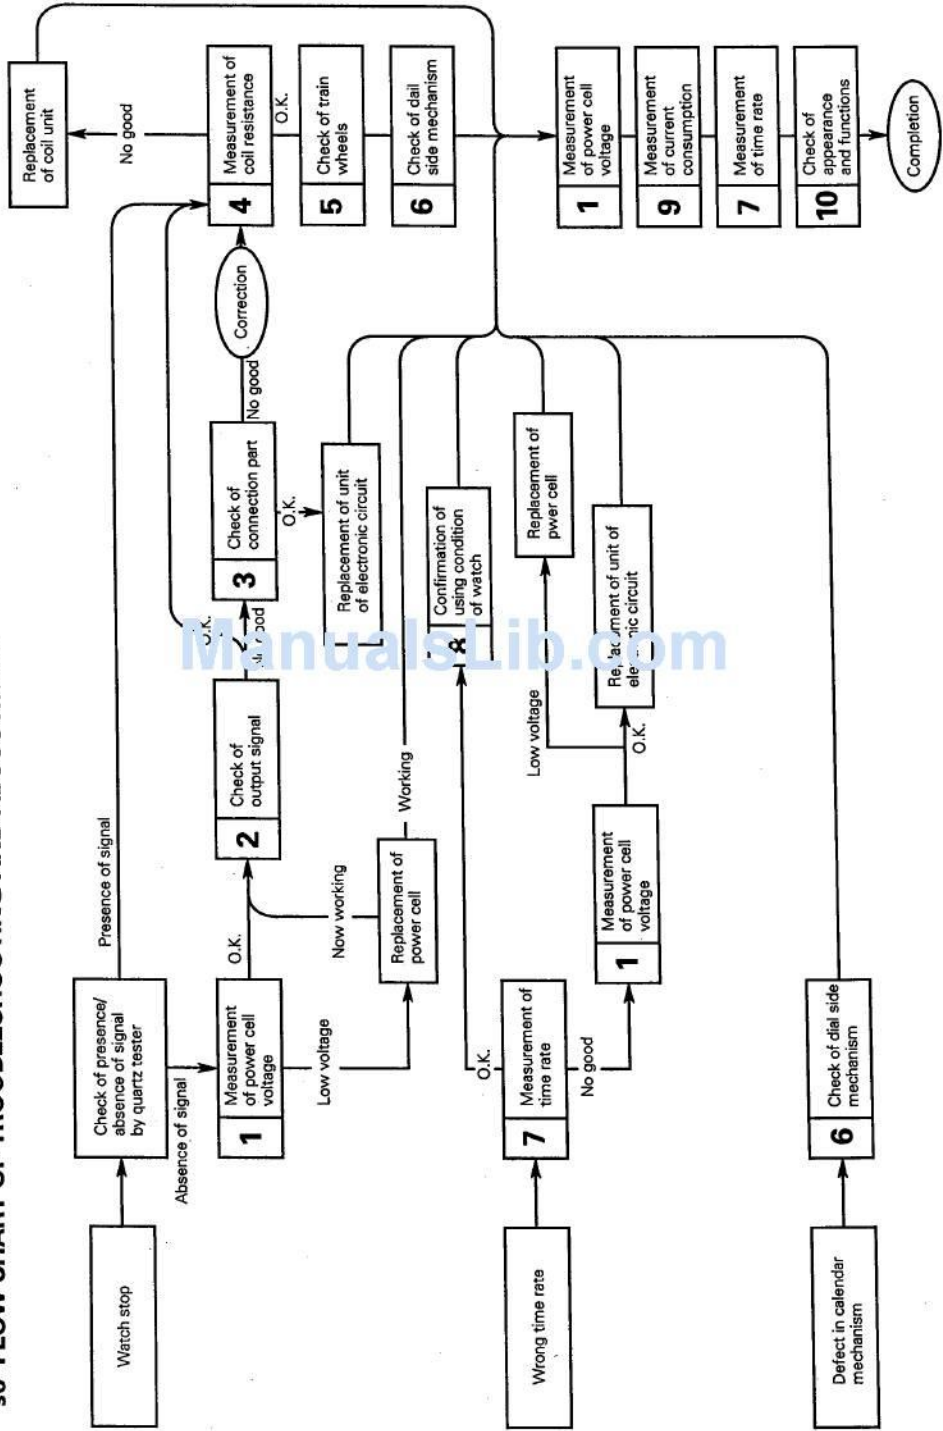 Watch stop
Check of presence/
absence of signal
by quartz tester
Presence of signal
Absence of signal
1
Measurement
of power cell
voltage
O.K.
Low voltage
Now working
Replacement of
power cell
Working
2
Check of
output signal
O.K.
3
Check of
connection part
No good
Correction
O.K.
Replacement of unit
of electronic circuit
4
Measurement of
coil resistance
No good
Replacement
of coil unit
O.K.
5
Check of train
wheels
6
Check of dail
side mechanism
Wrong time rate
7
Measurement of
time rate
O.K.
No good
8
Confirmation of
using condition
of watch
1
Measurement
of power cell
voltage
Low voltage
Replacement of
pwer cell
O.K.
Replacement of unit of
electronic circuit
Defect in calendar
mechanism
6
Check of dial side
mechanism
1
Measurement
of power cell
voltage
9
Measurement
of current
consumption
7
Measurement
of time rate
10
Check of
appearance
and functions
Completion
ManualsLib.com